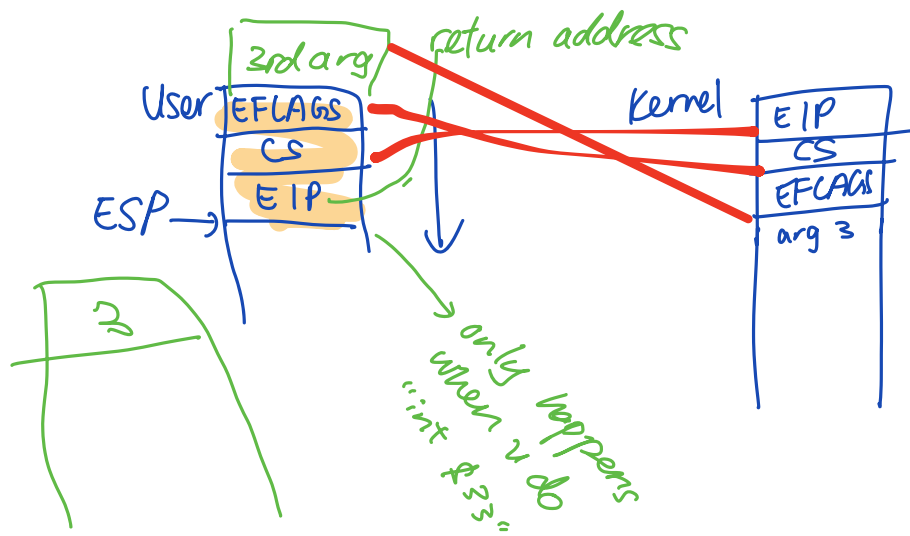 3rd arg
return address
User
EFLAGS
CS
EIP
ESP
Kernel
EIP
CS
EFLAGS
arg 3
3
only happens
when u do
"int $33"